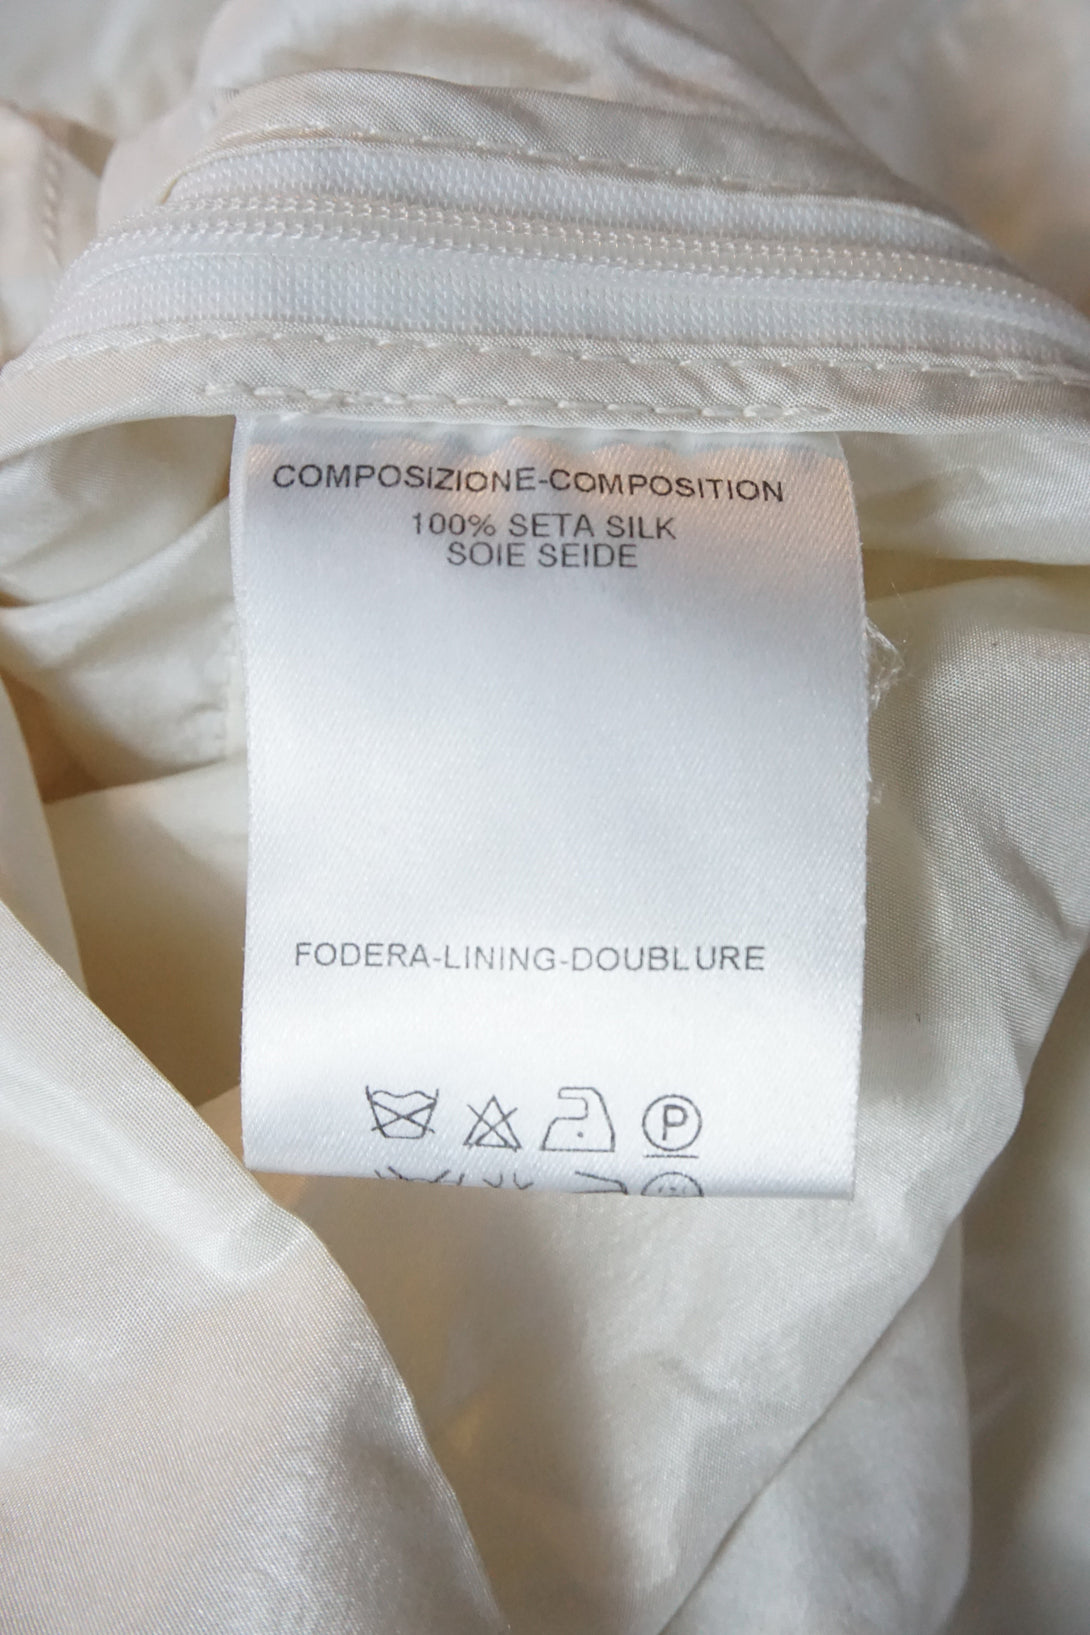 COMPOSIZIONE-COMPOSITION
100% SETA SILK
SOIE SEIDE
FODERA-LINING-DOUBLURE
P